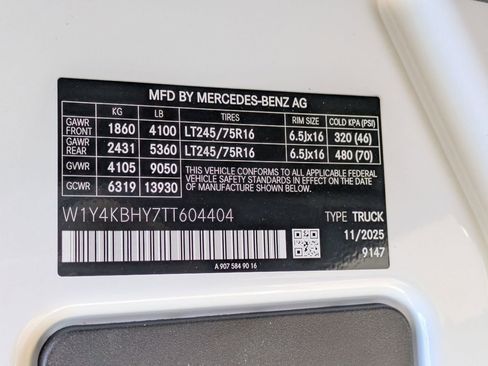 MFD BY MERCEDES-BENZ AG
KG LB TIRES RIM SIZE COLD KPA (PSI)
GAWR FRONT 1860 4100 LT245/75R16 6.5Jx16 320 (46)
GAWR REAR 2431 5360 LT245/75R16 6.5Jx16 480 (70)
GVWR 4105 9050 THIS VEHICLE CONFORMS TO ALL
GCWR 6319 13930 APPLICABLE FEDERAL MOTOR
VEHICLE SAFETY STANDARDS IN
EFFECT ON THE DATE OF
MANUFACTURE SHOWN ABOVE.
W1Y4KBHY7TT604404 TYPE TRUCK
11/2025
9147
A 907 584 90 16